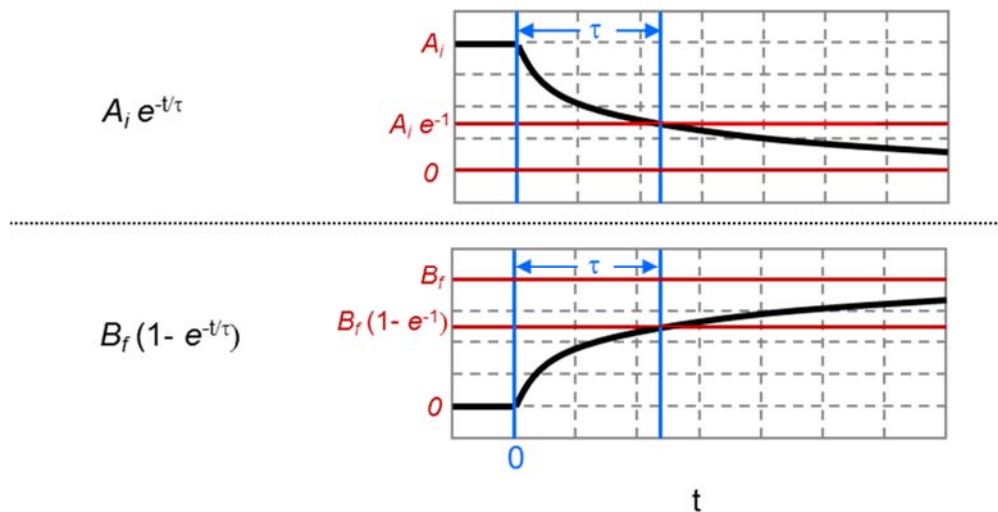 τ
A_i
A_i e^{-t/τ}
A_i e^{-1}
0
τ
B_f
B_f (1- e^{-1})
B_f (1- e^{-t/τ})
0
0
t